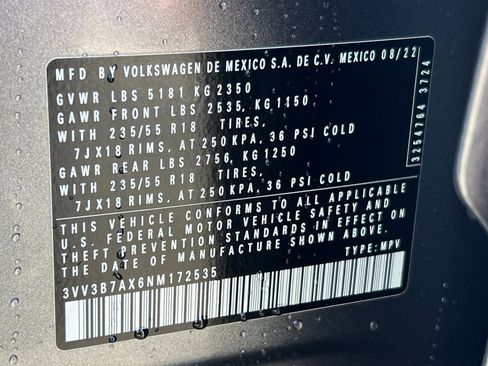 MFD BY VOLKSWAGEN DE MEXICO S.A. DE C.V. MEXICO 08/22
GVWR LBS 5181 KG 2350
GAWR FRONT LBS 2535, KG 1150
WITH 235/55 R18 TIRES,
7JX18 RIMS, AT 250 KPA, 36 PSI COLD
GAWR REAR LBS 2756, KG 1250
WITH 235/55 R18 TIRES,
7JX18 RIMS, AT 250 KPA, 36 PSI COLD
THIS VEHICLE CONFORMS TO ALL APPLICABLE
U.S. FEDERAL MOTOR VEHICLE SAFETY AND
THEFT PREVENTION STANDARDS IN EFFECT ON
THE DATE OF MANUFACTURE SHOWN ABOVE.
3VV3B7AX6NM172535 TYPE: MPV
3254764 3724